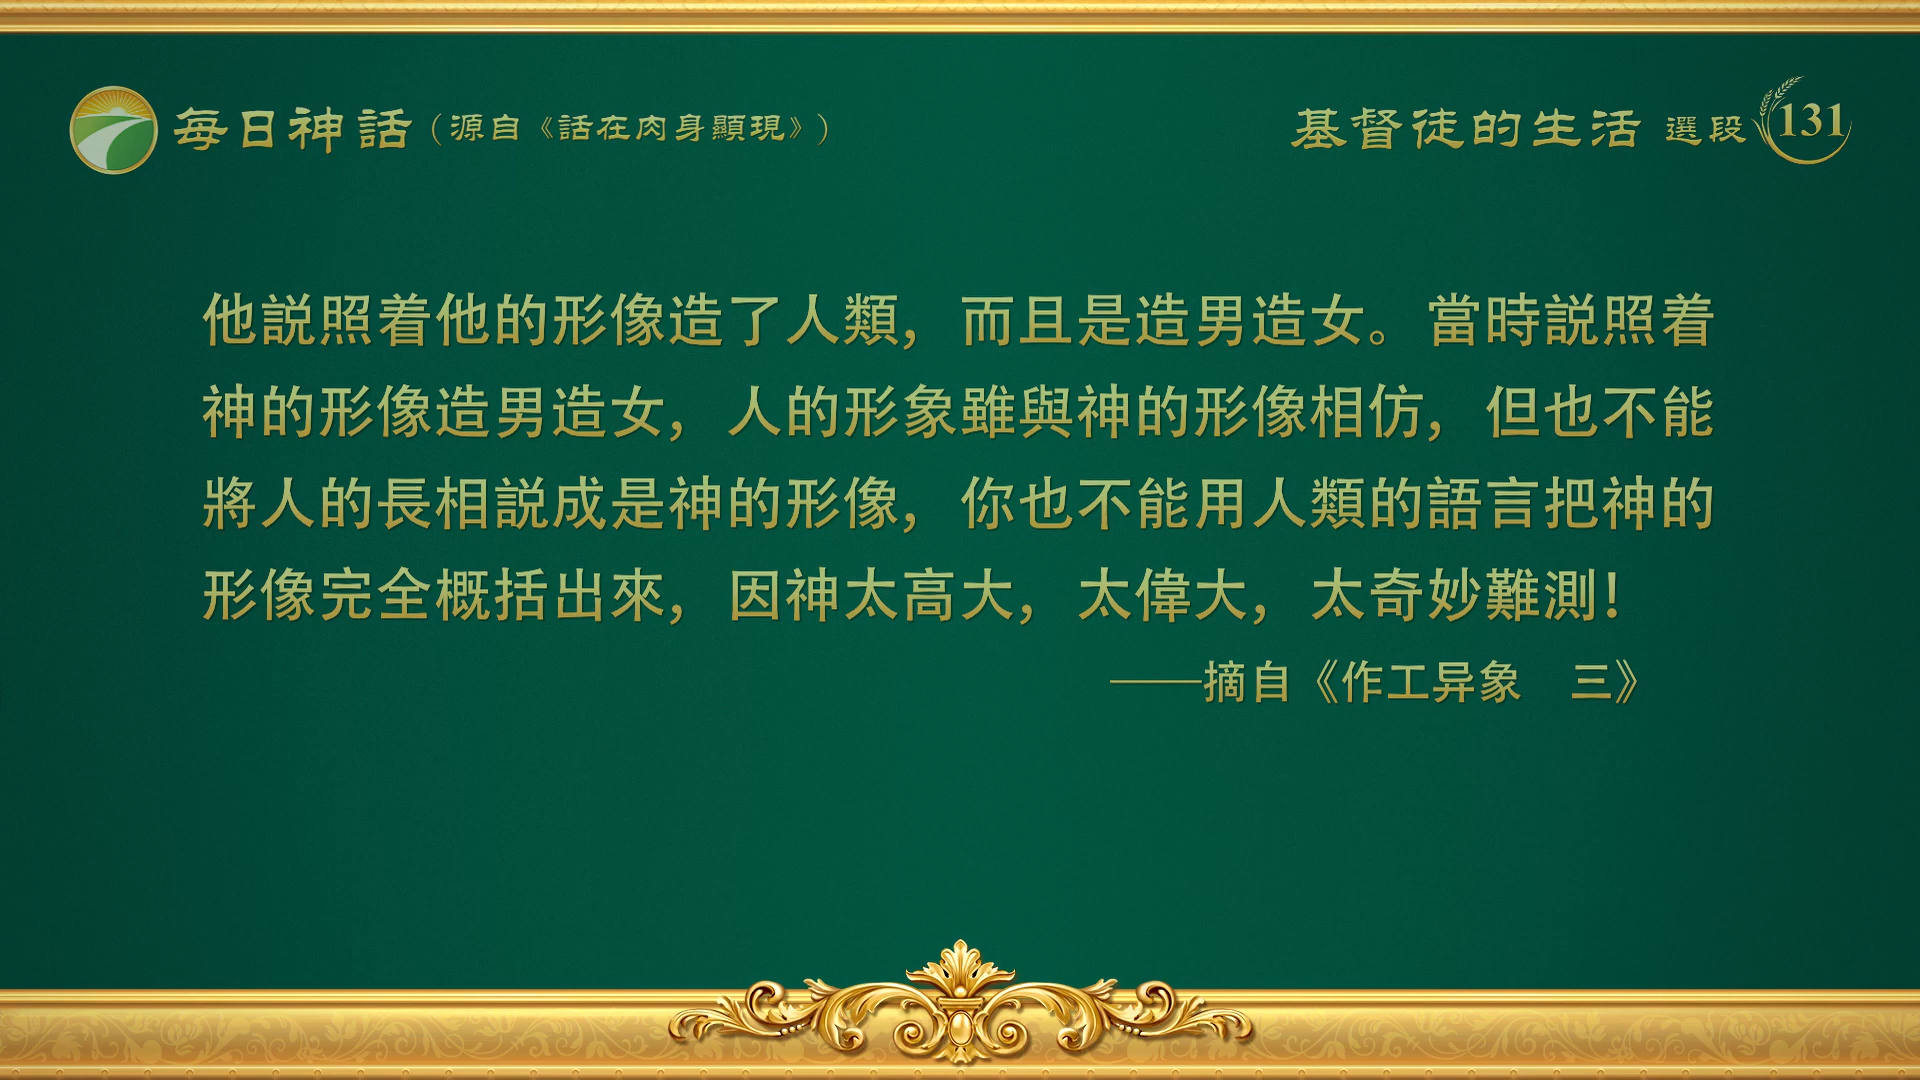 每日神話（源自《話在肉身顯現》）
基督徒的生活 選段 131
他説照着他的形像造了人類，而且是造男造女。當時説照着
神的形像造男造女，人的形象雖與神的形像相仿，但也不能
將人的長相説成是神的形像，你也不能用人類的語言把神的
形像完全概括出來，因神太高大，太偉大，太奇妙難測！
——摘自《作工异象　三》